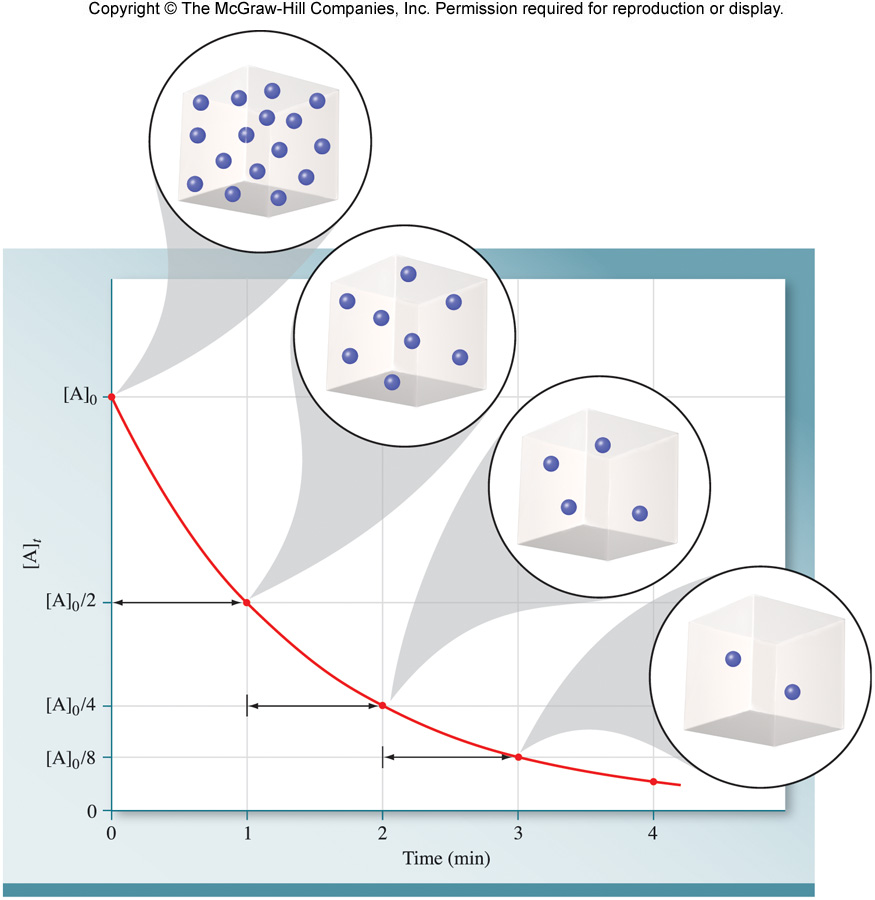 Copyright © The McGraw-Hill Companies, Inc. Permission required for reproduction or display.
[A]₀
[A]ₜ
[A]₀/2
[A]₀/4
[A]₀/8
0
0 1 2 3 4
Time (min)